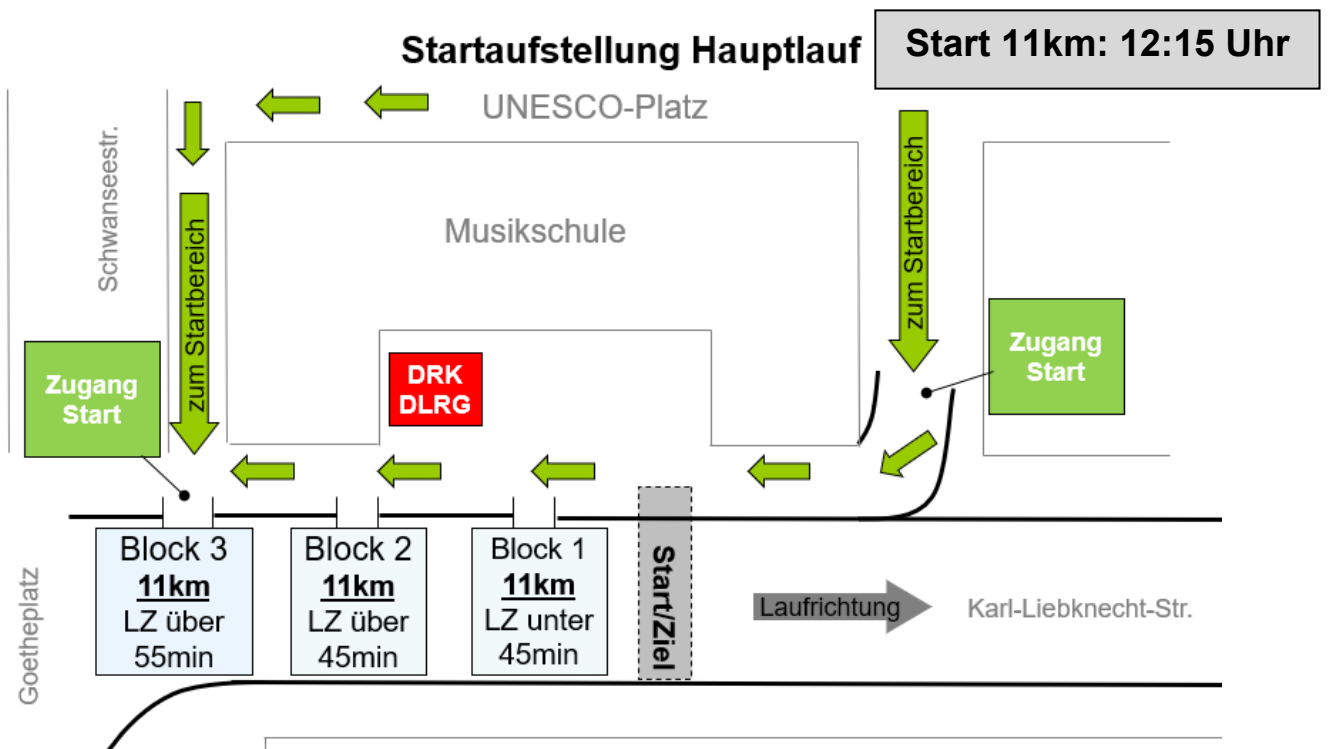 Startaufstellung Hauptlauf
Start 11km: 12:15 Uhr
UNESCO-Platz
Schwanseestr.
zum Startbereich
Musikschule
zum Startbereich
Zugang
Start
DRK
DLRG
Zugang
Start
Block 3
11km
LZ über
55min
Block 2
11km
LZ über
45min
Block 1
11km
LZ unter
45min
Start/Ziel
Laufrichtung
Karl-Liebknecht-Str.
Goetheplatz